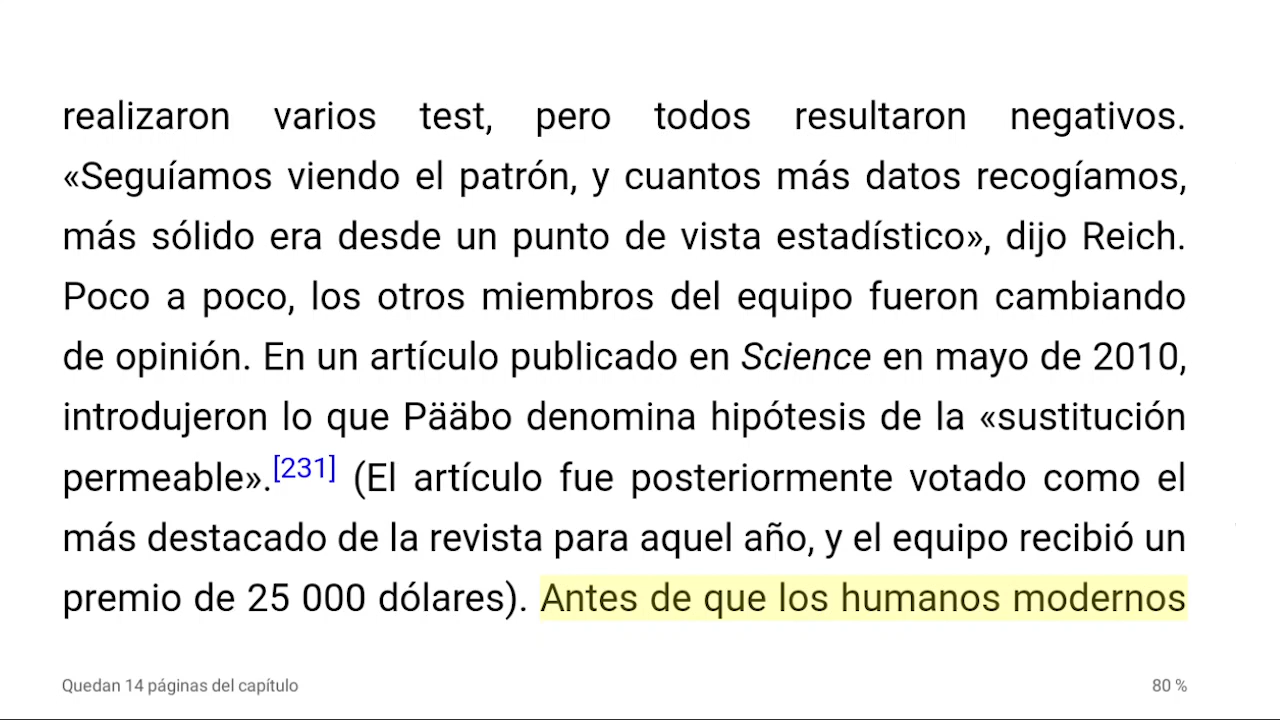 realizaron varios test, pero todos resultaron negativos.
«Seguíamos viendo el patrón, y cuantos más datos recogíamos,
más sólido era desde un punto de vista estadístico», dijo Reich.
Poco a poco, los otros miembros del equipo fueron cambiando
de opinión. En un artículo publicado en Science en mayo de 2010,
introdujeron lo que Pääbo denomina hipótesis de la «sustitución
permeable».[231] (El artículo fue posteriormente votado como el
más destacado de la revista para aquel año, y el equipo recibió un
premio de 25 000 dólares). Antes de que los humanos modernos
Quedan 14 páginas del capítulo
80 %